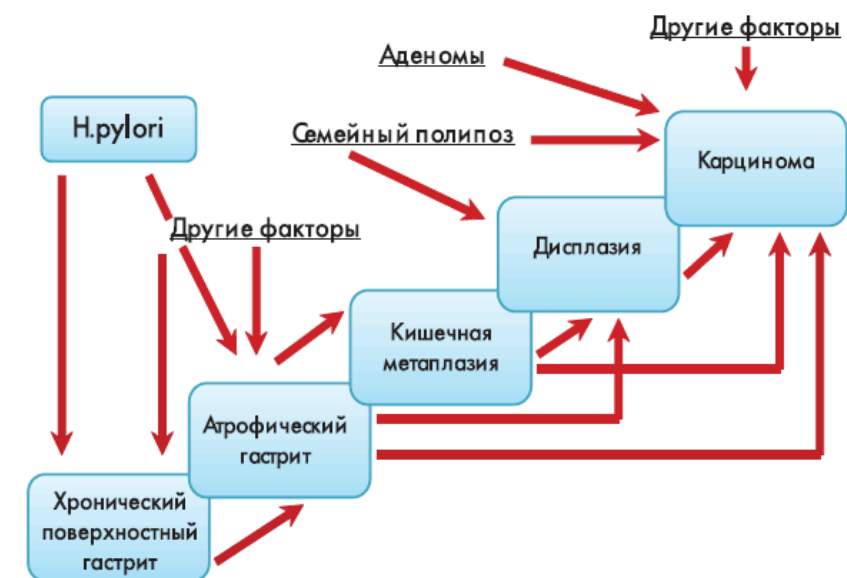 Другие факторы
Аденомы
H.pylori
Семейный полипоз
Карцинома
Другие факторы
Дисплазия
Кишечная
метаплазия
Атрофический
гастрит
Хронический
поверхностный
гастрит